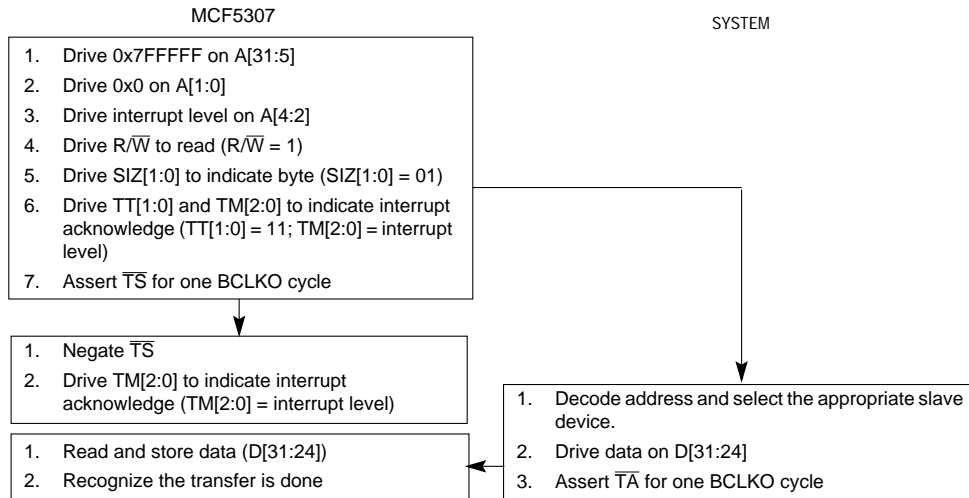 MCF5307
SYSTEM
1. Drive 0x7FFFFF on A[31:5]
2. Drive 0x0 on A[1:0]
3. Drive interrupt level on A[4:2]
4. Drive R/W̅ to read (R/W̅ = 1)
5. Drive SIZ[1:0] to indicate byte (SIZ[1:0] = 01)
6. Drive TT[1:0] and TM[2:0] to indicate interrupt
acknowledge (TT[1:0] = 11; TM[2:0] = interrupt
level)
7. Assert T̅S̅ for one BCLKO cycle
1. Negate T̅S̅
2. Drive TM[2:0] to indicate interrupt
acknowledge (TM[2:0] = interrupt level)
1. Decode address and select the appropriate slave
device.
2. Drive data on D[31:24]
3. Assert T̅A̅ for one BCLKO cycle
1. Read and store data (D[31:24])
2. Recognize the transfer is done